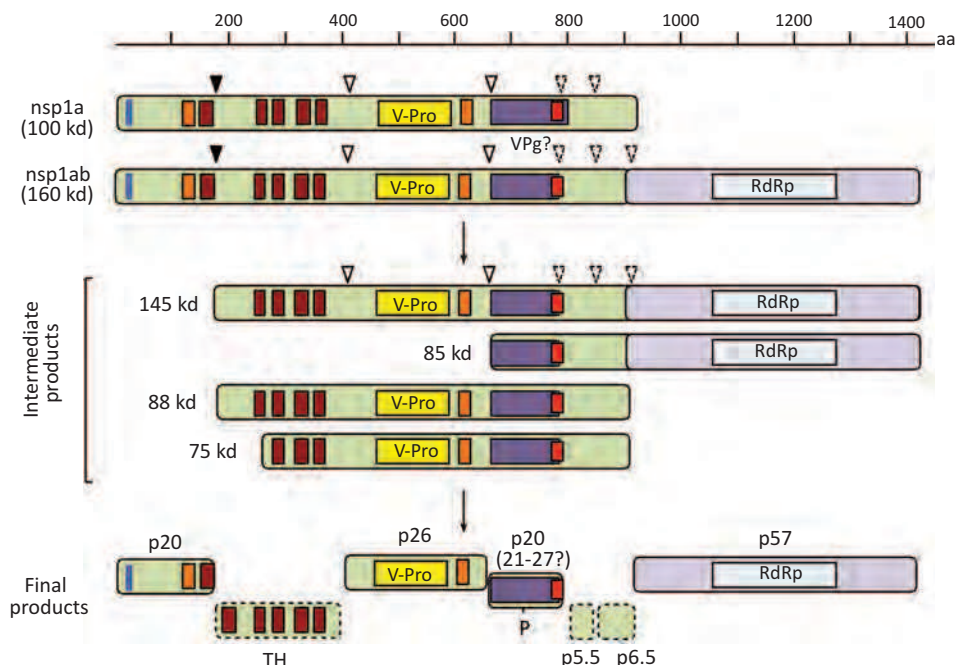 200 400 600 800 1000 1200 1400
aa
nsp1a
(100 kd)
V-Pro
VPg?
nsp1ab
(160 kd)
V-Pro RdRp
Intermediate
products
145 kd V-Pro RdRp
85 kd RdRp
88 kd V-Pro
75 kd V-Pro
Final
products
p20 p26 p20 p57
(21-27?)
V-Pro RdRp
P
TH p5.5 p6.5